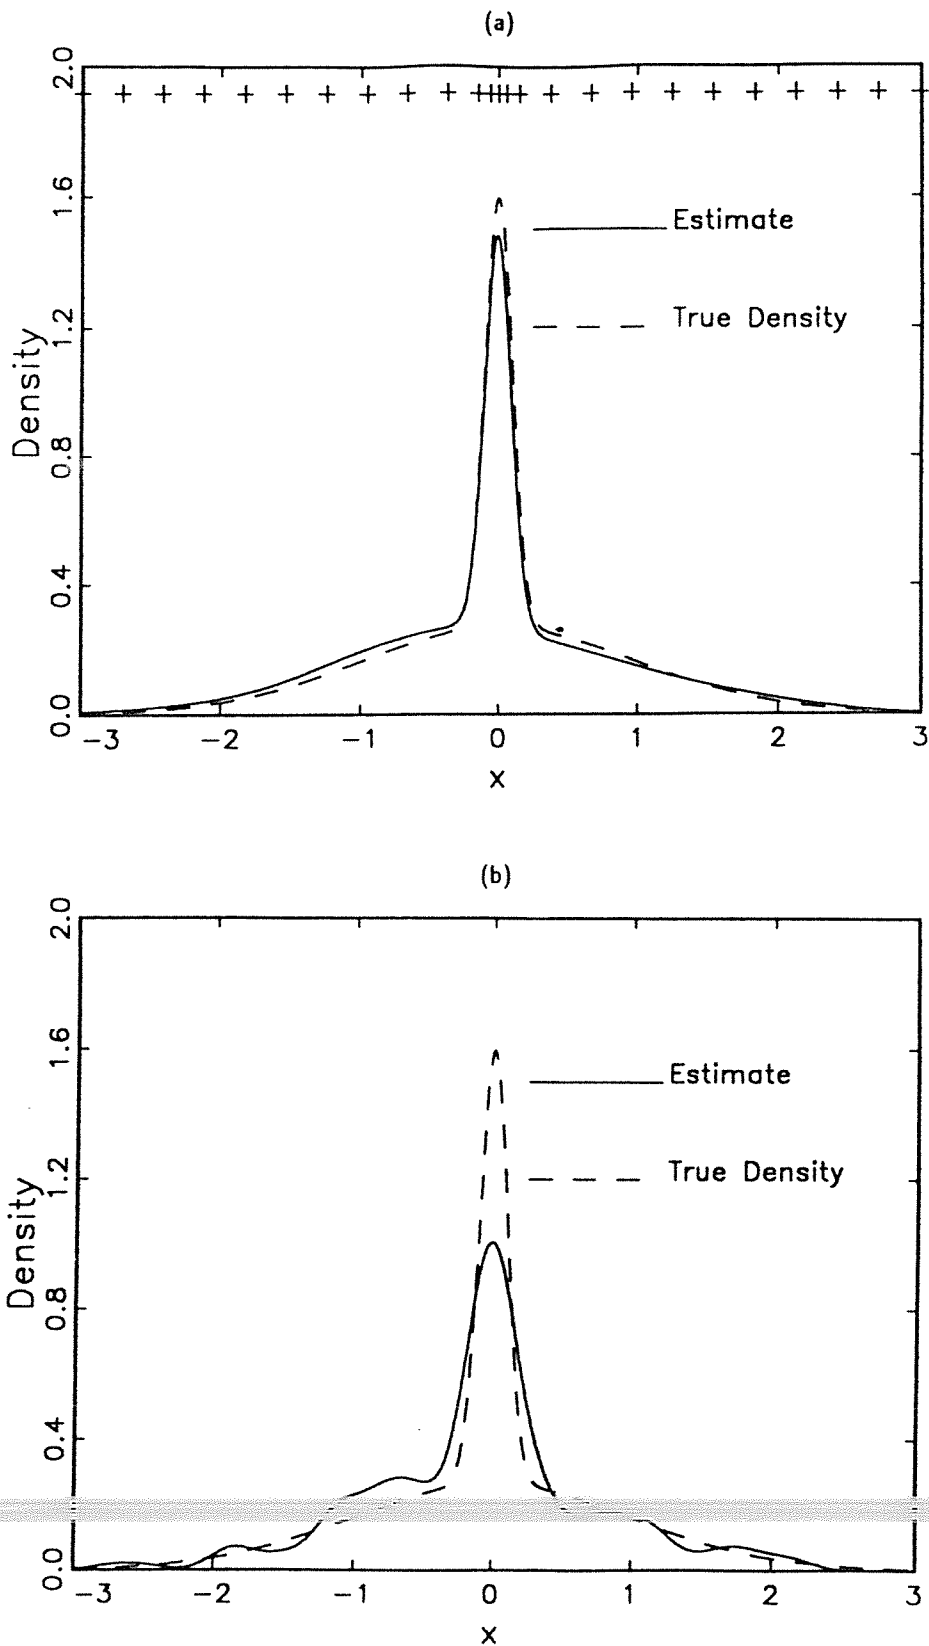 (a)
2.0
1.6
Estimate
True Density
1.2
Density
0.8
0.4
0.0
-3 -2 -1 0 1 2 3
x
(b)
2.0
1.6
Estimate
True Density
1.2
Density
0.8
0.4
0.0
-3 -2 -1 0 1 2 3
x